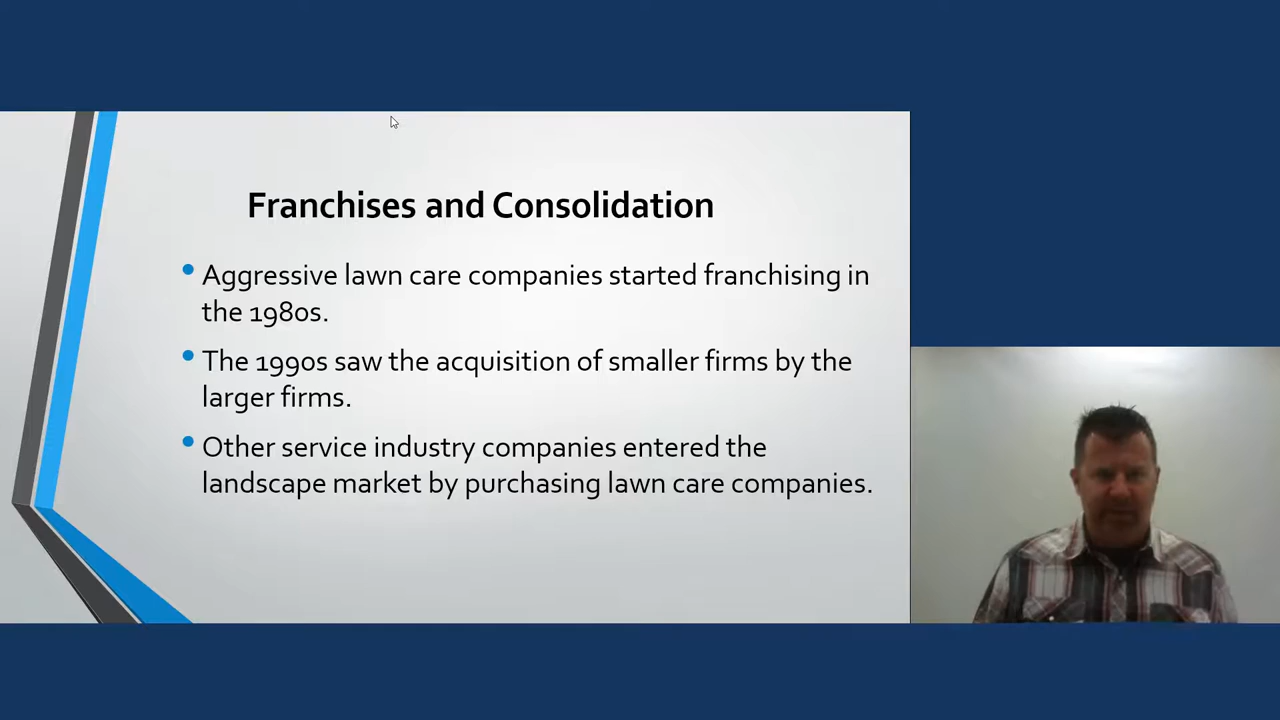 Franchises and Consolidation
Aggressive lawn care companies started franchising in
the 1980s.
The 1990s saw the acquisition of smaller firms by the
larger firms.
Other service industry companies entered the
landscape market by purchasing lawn care companies.